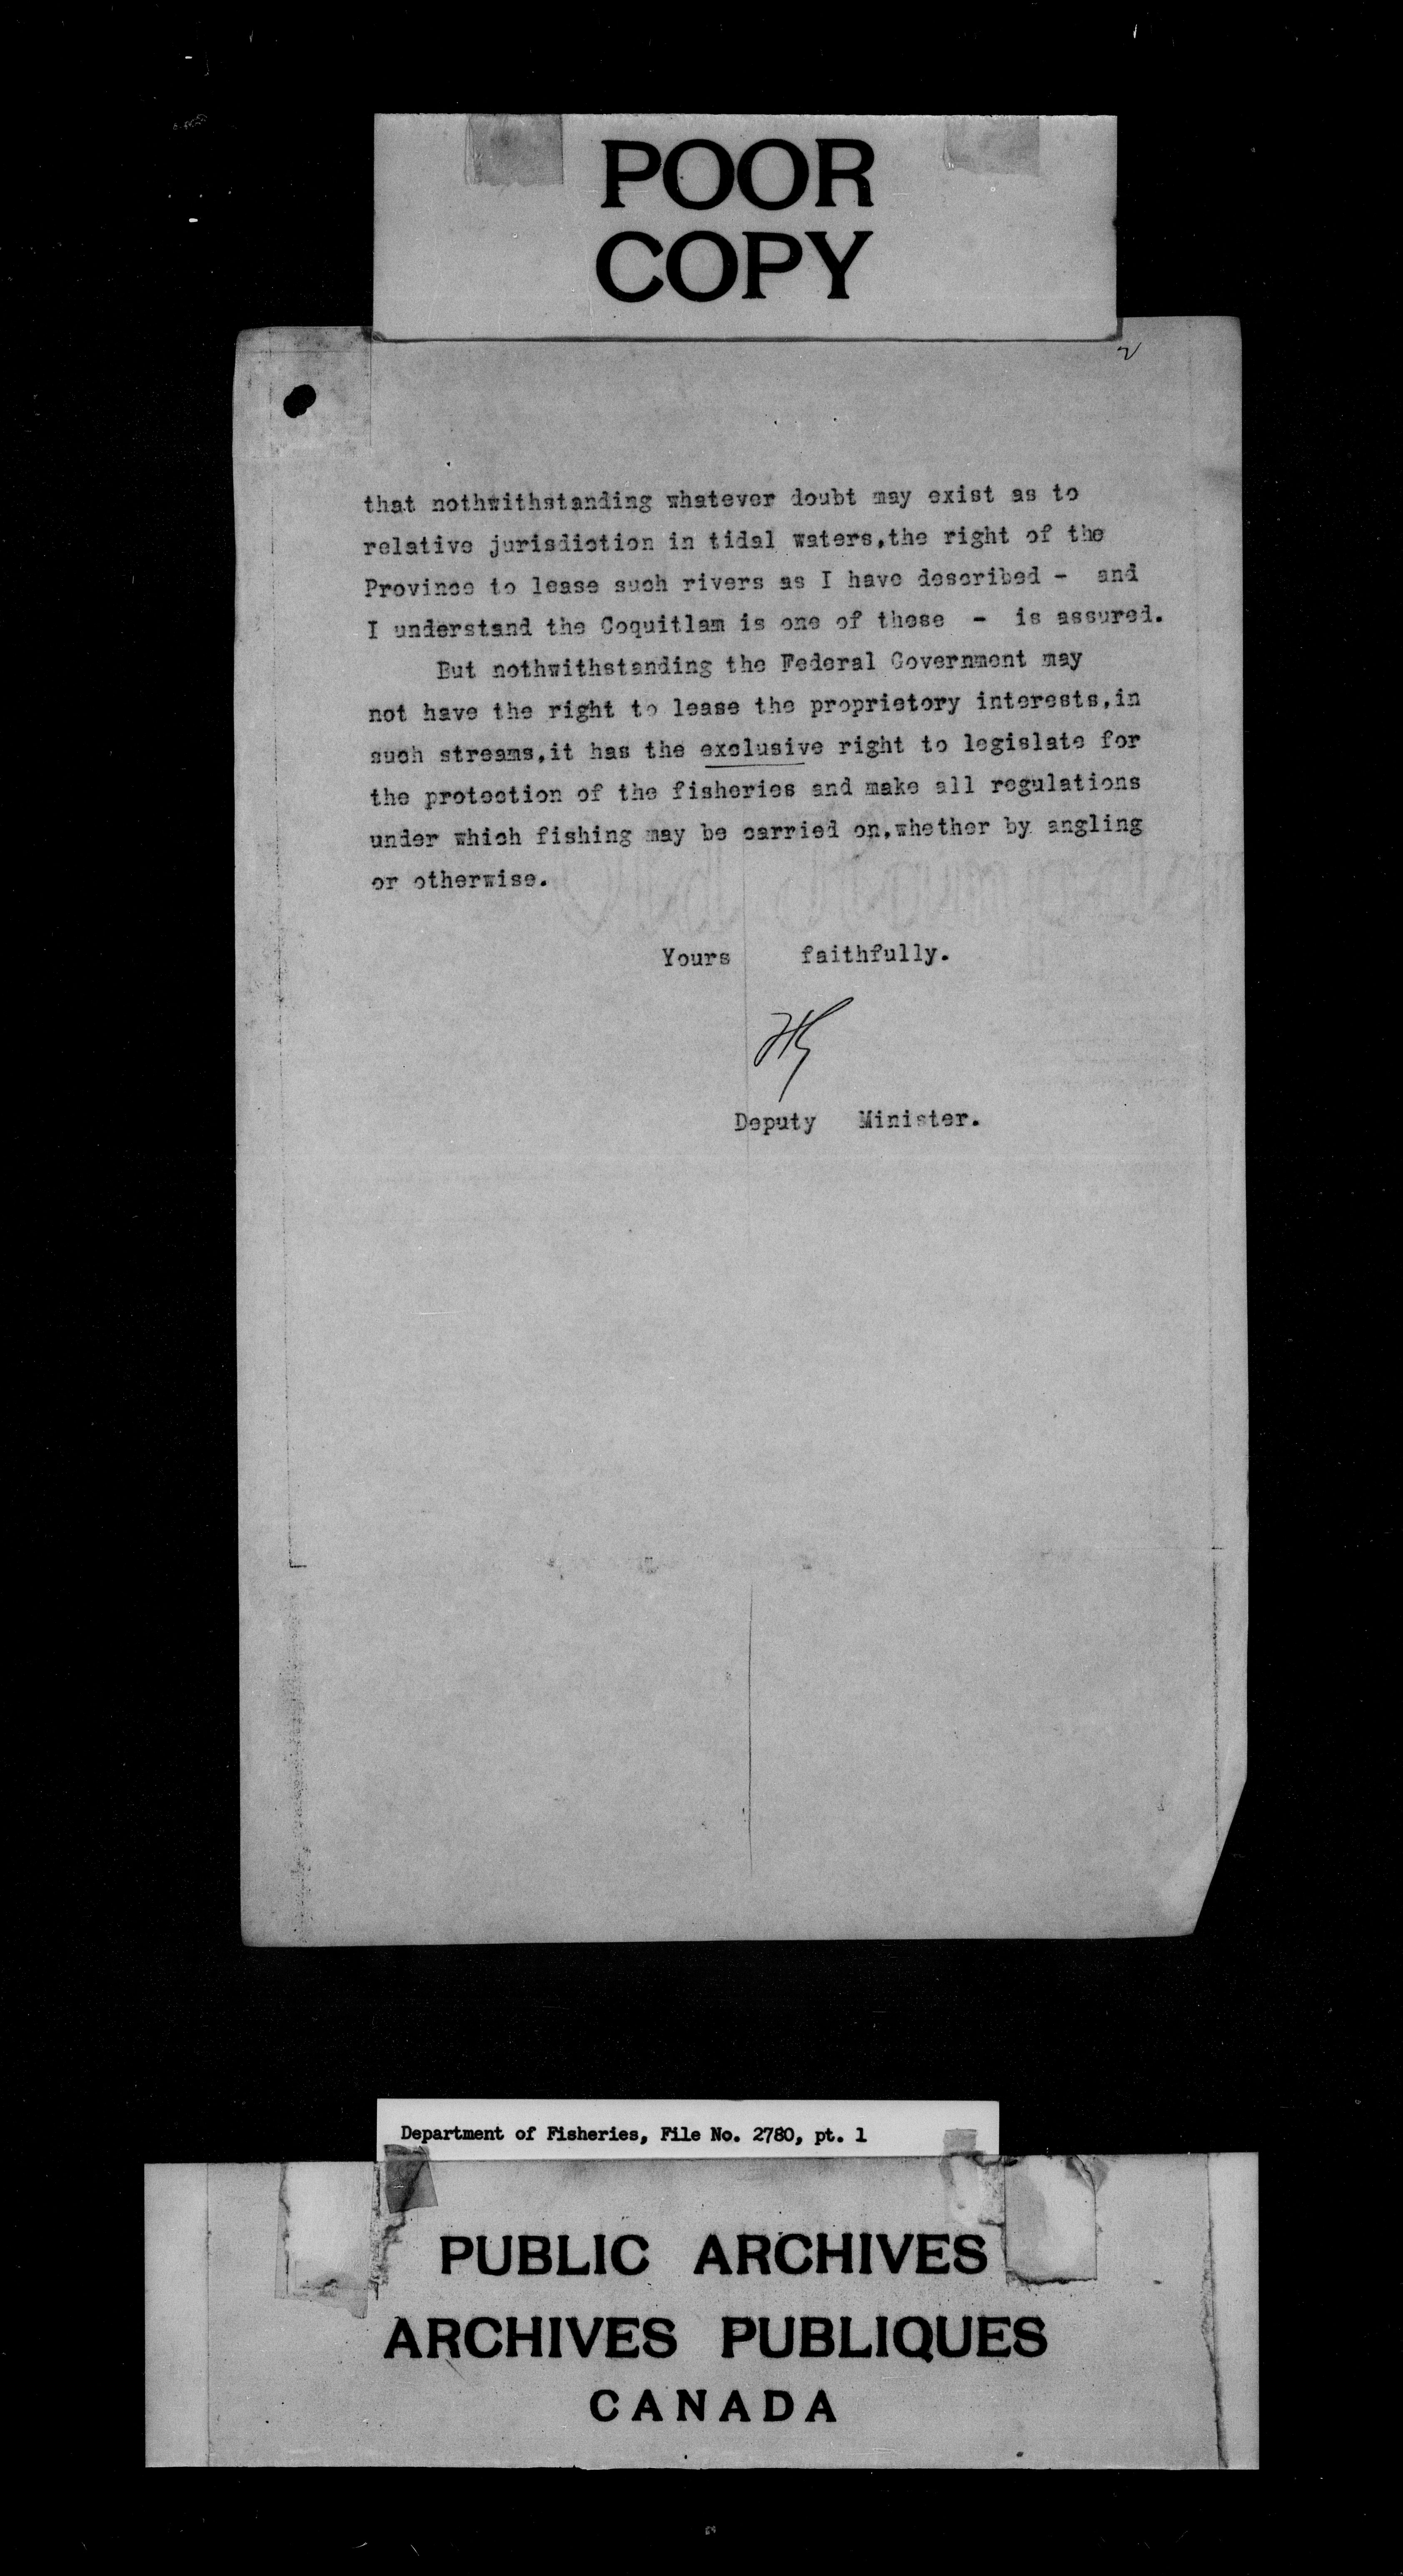 POOR
COPY
2
that nothwithstanding whatever doubt may exist as to
relative jurisdiction in tidal waters,the right of the
Province to lease such rivers as I have described - and
I understand the Coquitlam is one of these - is assured.
But nothwithstanding the Federal Government may
not have the right to lease the proprietory interests,in
such streams,it has the exclusive right to legislate for
the protection of the fisheries and make all regulations
under which fishing may be carried on,whether by angling
or otherwise.
Yours faithfully.
Deputy Minister.
Department of Fisheries, File No. 2780, pt. 1
PUBLIC ARCHIVES
ARCHIVES PUBLIQUES
CANADA